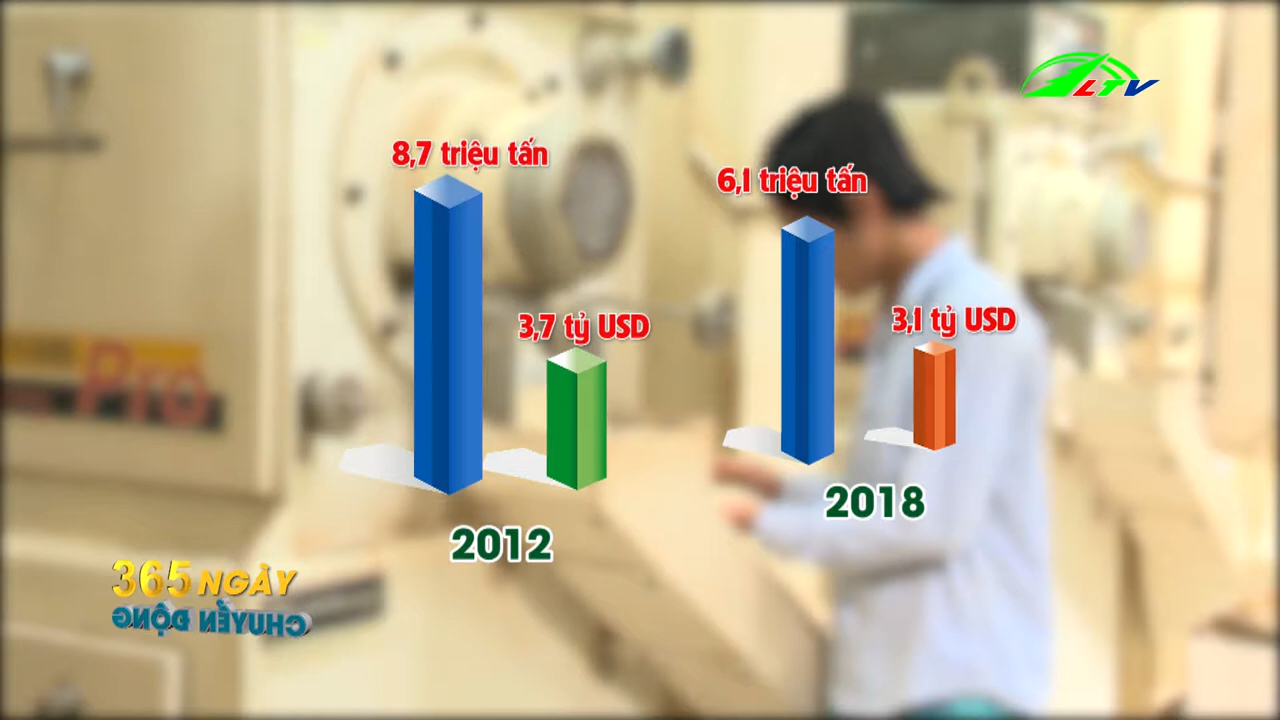 LTV
8,7 triệu tấn
6,1 triệu tấn
3,7 tỷ USD
3,1 tỷ USD
2012
2018
365 NGÀY
CHUYỂN ĐỘNG
Pro